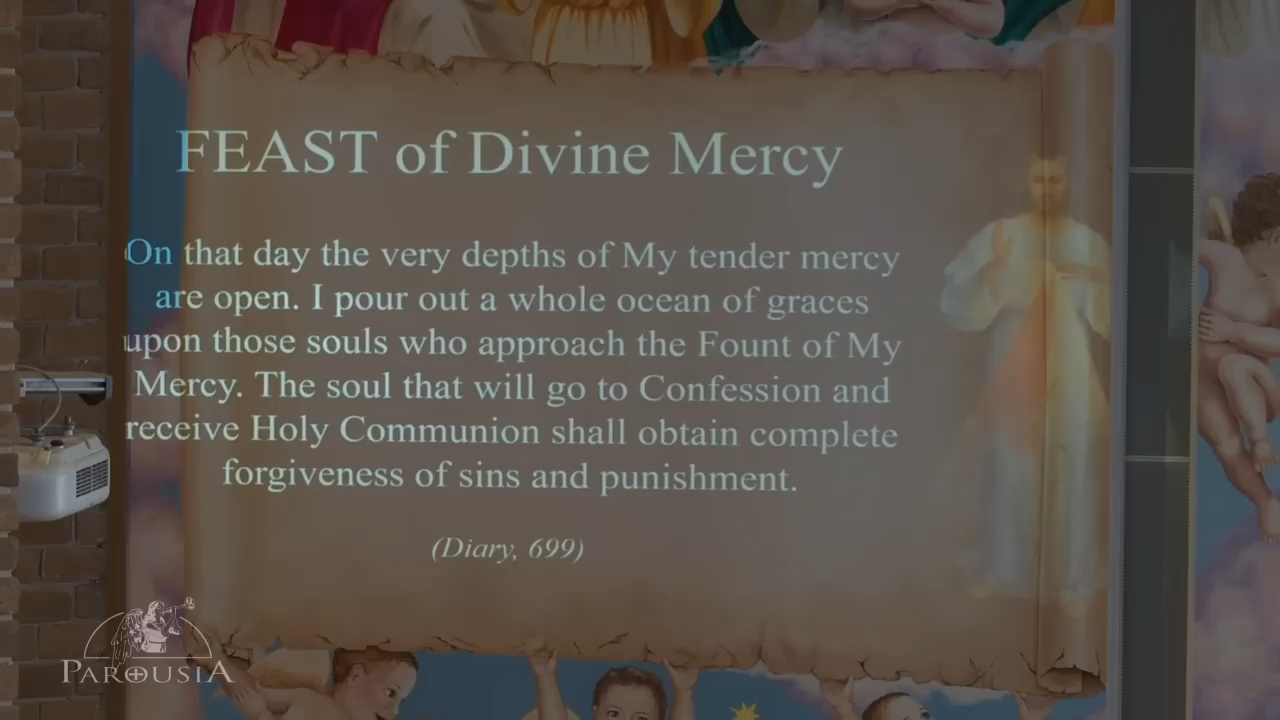 FEAST of Divine Mercy
On that day the very depths of My tender mercy
are open. I pour out a whole ocean of graces
upon those souls who approach the Fount of My
Mercy. The soul that will go to Confession and
receive Holy Communion shall obtain complete
forgiveness of sins and punishment.
(Diary, 699)
PAROUSIA